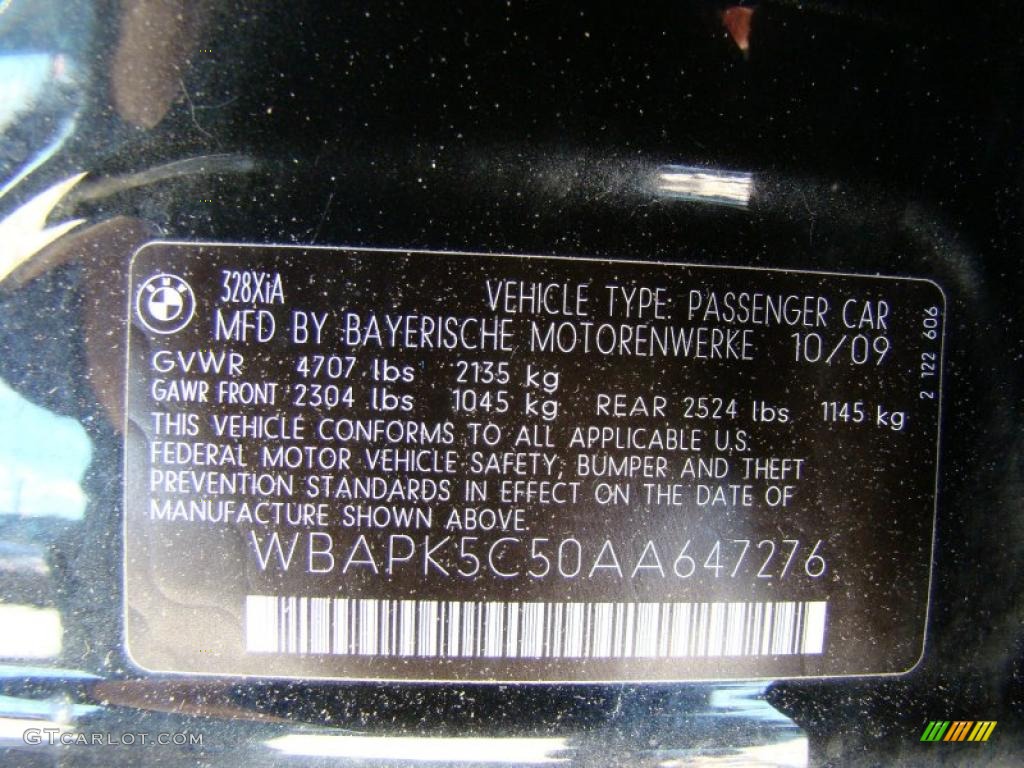 328XiA
VEHICLE TYPE: PASSENGER CAR
MFD BY BAYERISCHE MOTORENWERKE 10/09
GVWR 4707 lbs 2135 kg
GAWR FRONT 2304 lbs 1045 kg REAR 2524 lbs 1145 kg
THIS VEHICLE CONFORMS TO ALL APPLICABLE U.S.
FEDERAL MOTOR VEHICLE SAFETY, BUMPER AND THEFT
PREVENTION STANDARDS IN EFFECT ON THE DATE OF
MANUFACTURE SHOWN ABOVE.
WBAPK5C50AA647276
2 122 606
GTCARLOT.COM